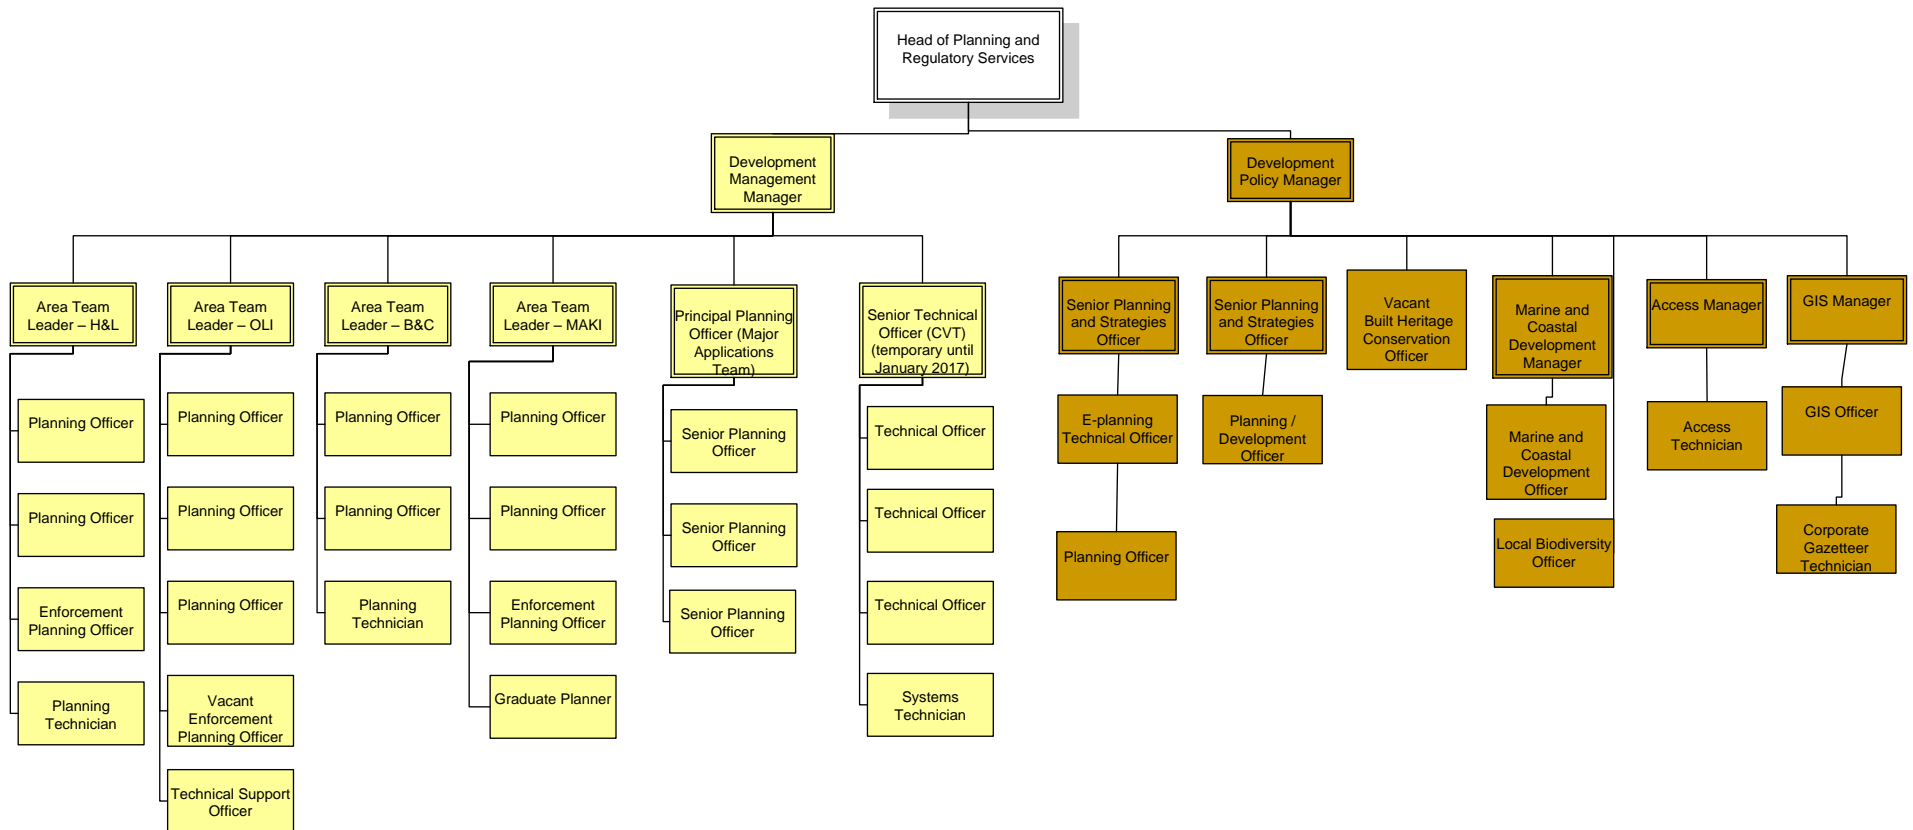 Head of Planning and
Regulatory Services
Development
Management
Manager
Development
Policy Manager
Area Team
Leader – H&L
Area Team
Leader – OLI
Area Team
Leader – B&C
Area Team
Leader – MAKI
Principal Planning
Officer (Major
Applications
Team)
Senior Technical
Officer (CVT)
(temporary until
January 2017)
Senior Planning
and Strategies
Officer
Senior Planning
and Strategies
Officer
Vacant
Built Heritage
Conservation
Officer
Marine and
Coastal
Development
Manager
Access Manager
GIS Manager
Planning Officer
Planning Officer
Enforcement
Planning Officer
Planning
Technician
Planning Officer
Planning Officer
Planning Officer
Vacant
Enforcement
Planning Officer
Technical Support
Officer
Planning Officer
Planning Officer
Planning
Technician
Planning Officer
Planning Officer
Enforcement
Planning Officer
Graduate Planner
Senior Planning
Officer
Senior Planning
Officer
Senior Planning
Officer
Technical Officer
Technical Officer
Technical Officer
Systems
Technician
E-planning
Technical Officer
Planning Officer
Planning /
Development
Officer
Marine and
Coastal
Development
Officer
Local Biodiversity
Officer
Access
Technician
GIS Officer
Corporate
Gazetteer
Technician